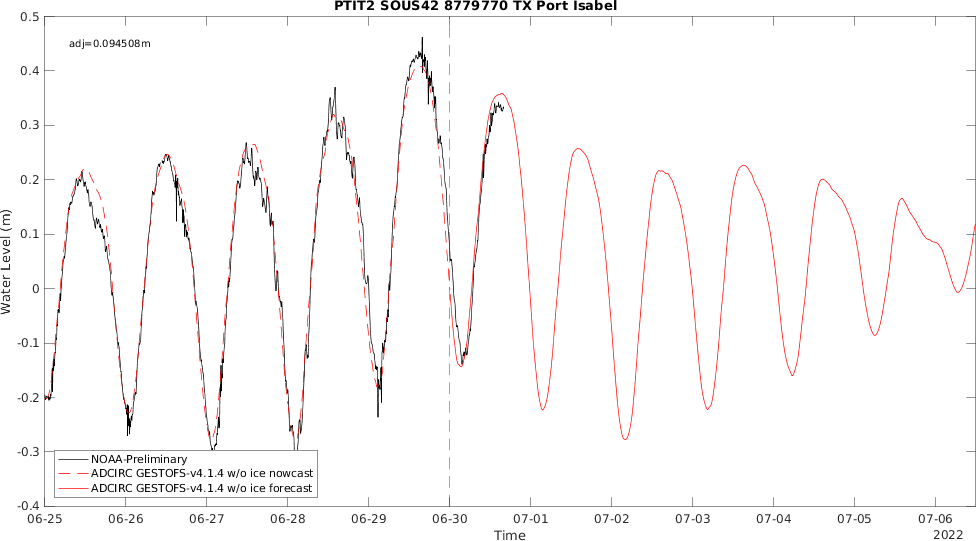 PTIT2 SOUS42 8779770 TX Port Isabel
0.5
adj=0.094508m
0.4
0.3
0.2
0.1
0
-0.1
-0.2
-0.3
-0.4
Water Level (m)
NOAA-Preliminary
ADCIRC GESTOFS-v4.1.4 w/o ice nowcast
ADCIRC GESTOFS-v4.1.4 w/o ice forecast
06-25 06-26 06-27 06-28 06-29 06-30 07-01 07-02 07-03 07-04 07-05 07-06
Time
2022